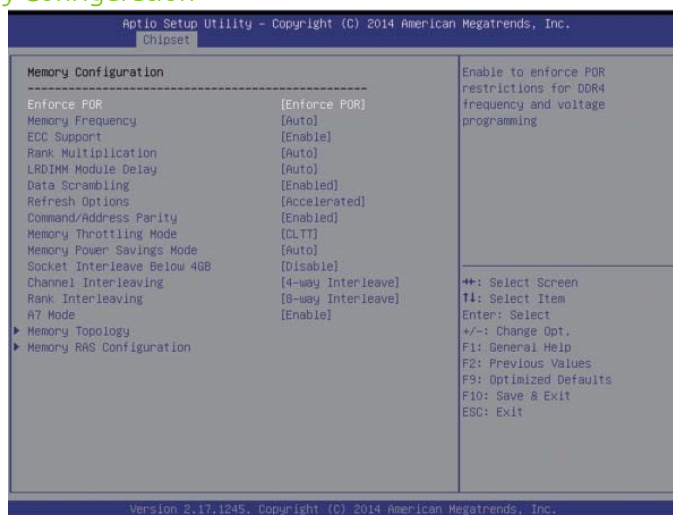 Aptio Setup Utility – Copyright (C) 2014 American Megatrends, Inc.
Chipset
Memory Configuration
Enforce POR [Enforce POR]
Memory Frequency [Auto]
ECC Support [Enable]
Rank Multiplication [Auto]
LRDIMM Module Delay [Auto]
Data Scrambling [Enabled]
Refresh Options [Accelerated]
Command/Address Parity [Enabled]
Memory Throttling Mode [CLTT]
Memory Power Savings Mode [Auto]
Socket Interleave Below 4GB [Disable]
Channel Interleaving [4-way Interleave]
Rank Interleaving [8-way Interleave]
A7 Mode [Enable]
Memory Topology
Memory RAS Configuration
Enable to enforce POR
restrictions for DDR4
frequency and voltage
programming
→←: Select Screen
↑↓: Select Item
Enter: Select
+/-: Change Opt.
F1: General Help
F2: Previous Values
F9: Optimized Defaults
F10: Save & Exit
ESC: Exit
Version 2.17.1245. Copyright (C) 2014 American Megatrends, Inc.